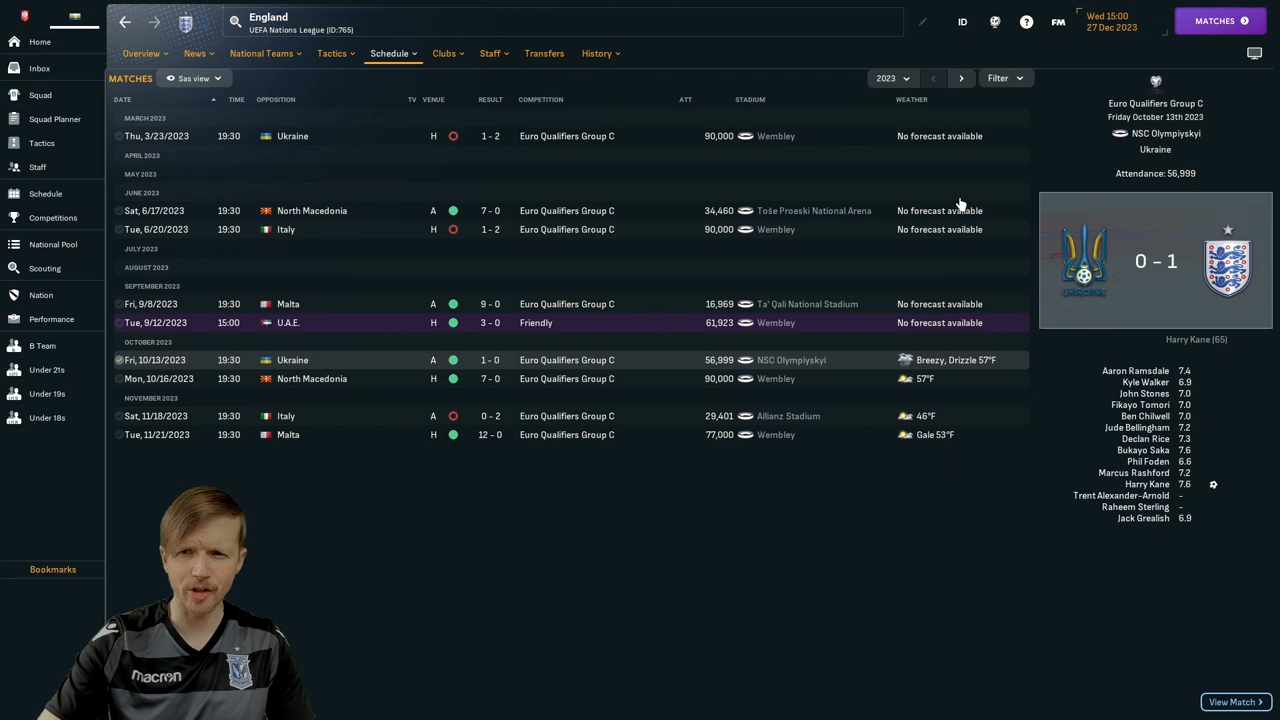 England
UEFA Nations League (ID:765)
ID
FM
Wed 15:00
27 Dec 2023
MATCHES
Home
Inbox
Squad
Squad Planner
Tactics
Staff
Schedule
Competitions
National Pool
Scouting
Nation
Performance
B Team
Under 21s
Under 19s
Under 18s
Bookmarks
Overview News National Teams Tactics Schedule Clubs Staff Transfers History
MATCHES Sas view 2023 Filter
DATE TIME OPPOSITION TV VENUE RESULT COMPETITION ATT STADIUM WEATHER
MARCH 2023
Thu, 3/23/2023 19:30 Ukraine H 1 - 2 Euro Qualifiers Group C 90,000 Wembley No forecast available
APRIL 2023
MAY 2023
JUNE 2023
Sat, 6/17/2023 19:30 North Macedonia A 7 - 0 Euro Qualifiers Group C 34,460 Toše Proeski National Arena No forecast available
Tue, 6/20/2023 19:30 Italy H 1 - 2 Euro Qualifiers Group C 90,000 Wembley No forecast available
JULY 2023
AUGUST 2023
SEPTEMBER 2023
Fri, 9/8/2023 19:30 Malta A 9 - 0 Euro Qualifiers Group C 16,969 Ta' Qali National Stadium No forecast available
Tue, 9/12/2023 15:00 U.A.E. H 3 - 0 Friendly 61,923 Wembley No forecast available
OCTOBER 2023
Fri, 10/13/2023 19:30 Ukraine A 1 - 0 Euro Qualifiers Group C 56,999 NSC Olympiyskyi Breezy, Drizzle 57°F
Mon, 10/16/2023 19:30 North Macedonia H 7 - 0 Euro Qualifiers Group C 90,000 Wembley 57°F
NOVEMBER 2023
Sat, 11/18/2023 19:30 Italy A 0 - 2 Euro Qualifiers Group C 29,401 Allianz Stadium 46°F
Tue, 11/21/2023 19:30 Malta H 12 - 0 Euro Qualifiers Group C 77,000 Wembley Gale 53°F
Euro Qualifiers Group C
Friday October 13th 2023
NSC Olympiyskyi
Ukraine
Attendance: 56,999
UKRAINE
0 - 1
Harry Kane (65)
Aaron Ramsdale 7.4
Kyle Walker 6.9
John Stones 7.0
Fikayo Tomori 7.0
Ben Chilwell 7.0
Jude Bellingham 7.2
Declan Rice 7.3
Bukayo Saka 7.6
Phil Foden 6.6
Marcus Rashford 7.2
Harry Kane 7.6
Trent Alexander-Arnold -
Raheem Sterling -
Jack Grealish 6.9
View Match
macron